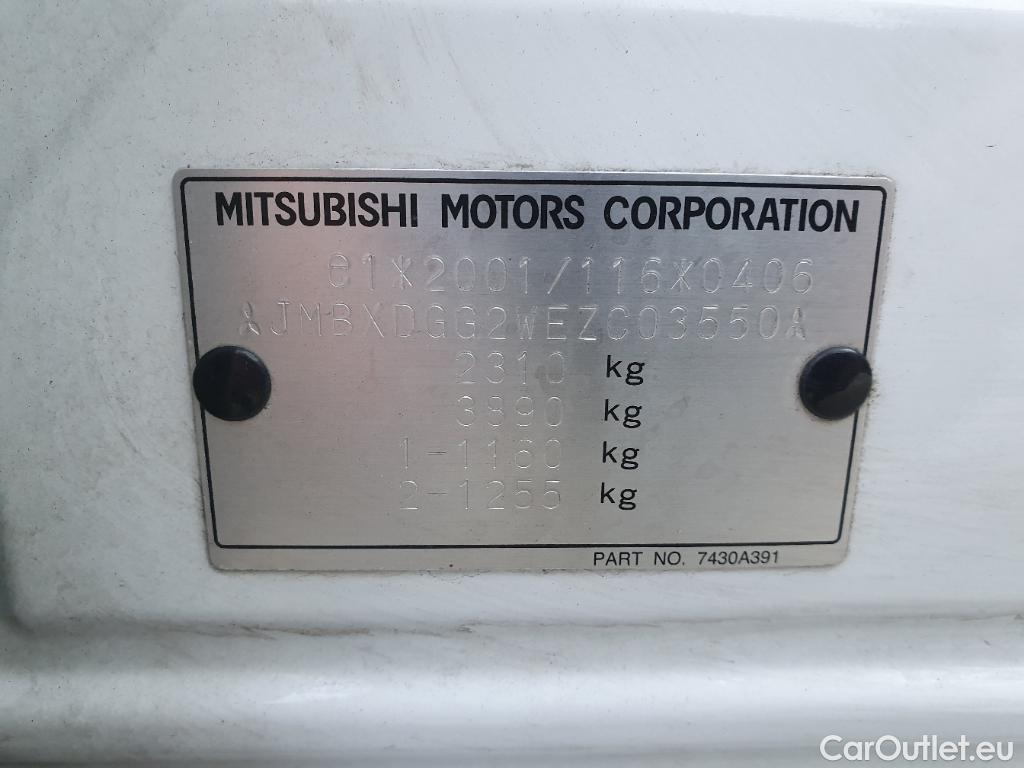 MITSUBISHI MOTORS CORPORATION
e1*2001/116*0406
JMBXDGG2WEZC03550
2310 kg
3890 kg
1-1160 kg
2-1255 kg
PART NO. 7430A391
CarOutlet.eu